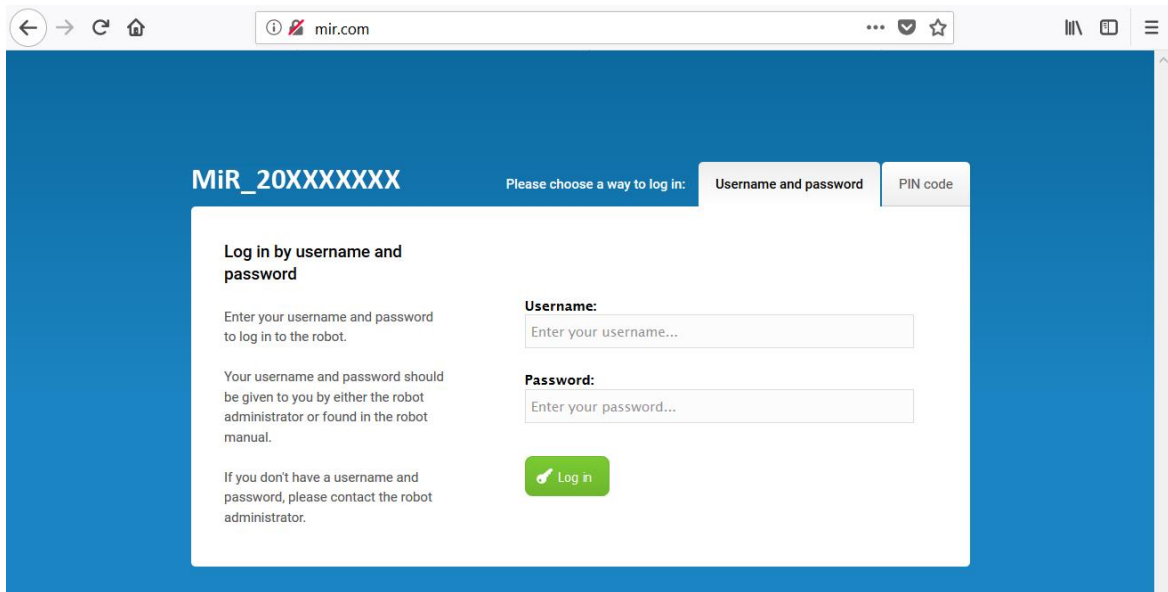 mir.com
MiR_20XXXXXXX
Please choose a way to log in:
Username and password
PIN code
Log in by username and
password
Enter your username and password
to log in to the robot.
Your username and password should
be given to you by either the robot
administrator or found in the robot
manual.
If you don't have a username and
password, please contact the robot
administrator.
Username:
Enter your username...
Password:
Enter your password...
Log in